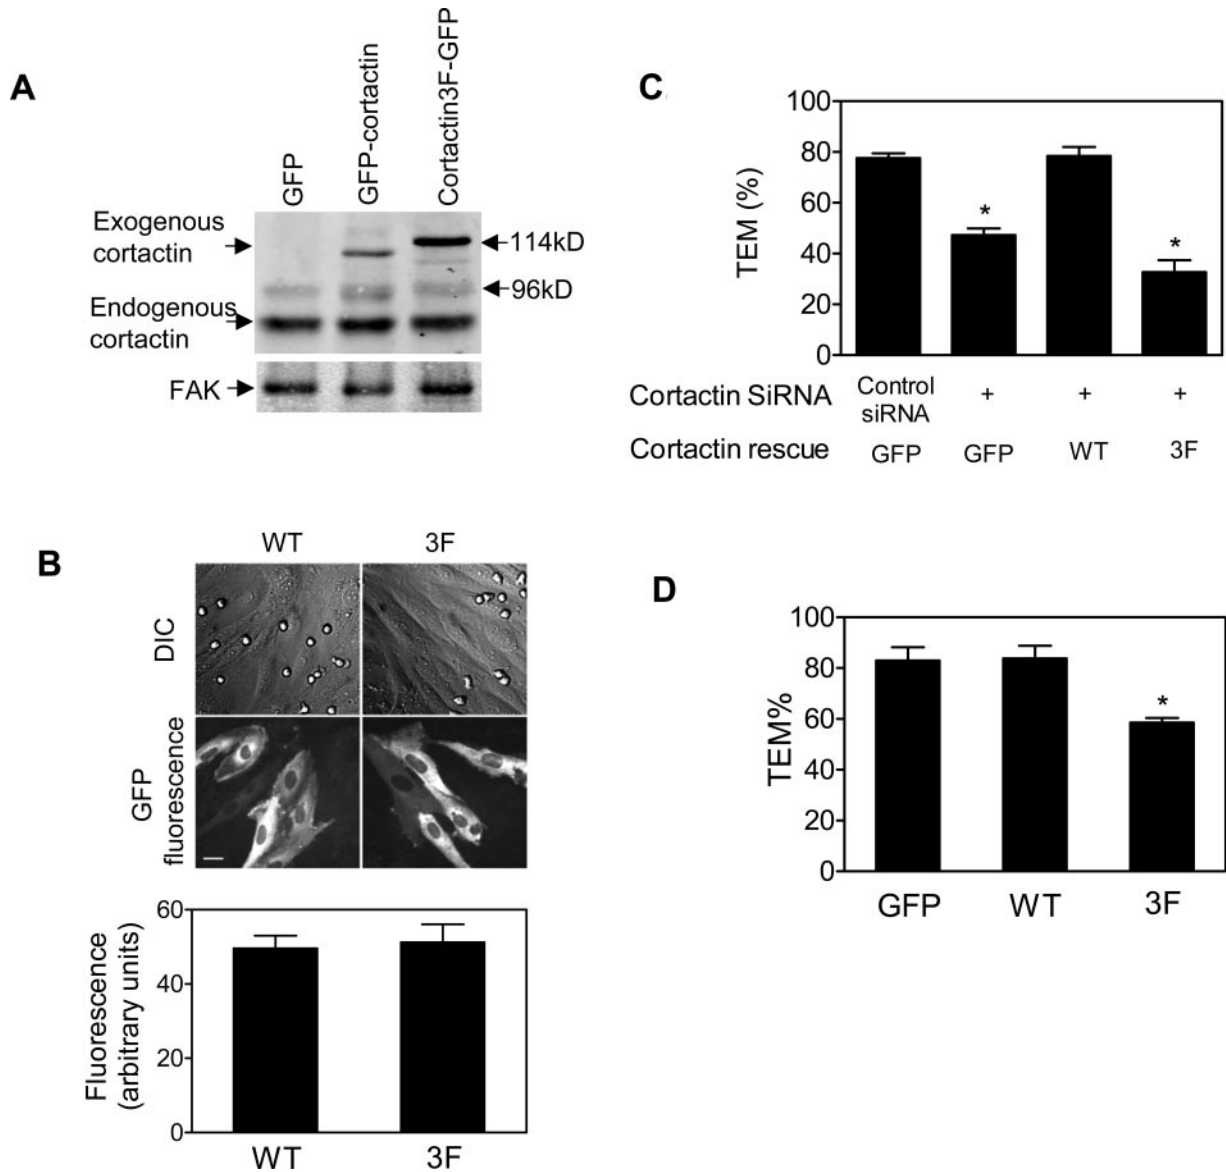 A
GFP
GFP-cortactin
Cortactin3F-GFP
Exogenous
cortactin
114kD
96kD
Endogenous
cortactin
FAK
B
WT 3F
DIC
GFP
fluorescence
Fluorescence
(arbitrary units)
60
40
20
0
WT 3F
C
TEM (%)
100
80
60
40
20
0
*
*
Cortactin SiRNA Control
siRNA + + +
Cortactin rescue GFP GFP WT 3F
D
TEM%
100
80
60
40
20
0
*
GFP WT 3F